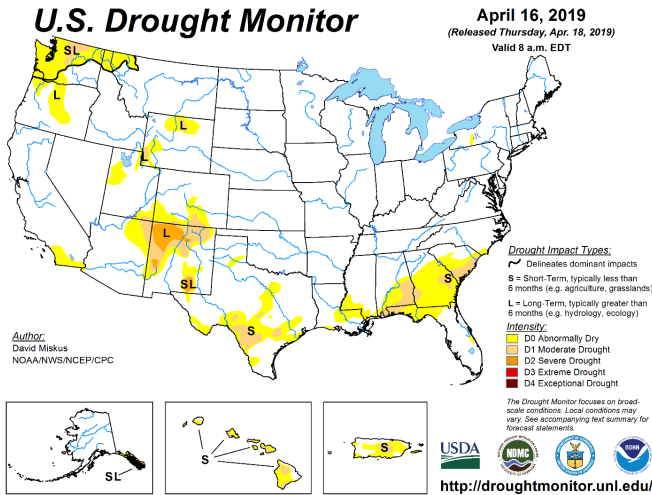 U.S. Drought Monitor
April 16, 2019
(Released Thursday, Apr. 18, 2019)
Valid 8 a.m. EDT
SL
L
L
L
L
SL
S
S
Drought Impact Types:
Delineates dominant impacts
S = Short-Term, typically less than
6 months (e.g. agriculture, grasslands)
L = Long-Term, typically greater than
6 months (e.g. hydrology, ecology)
Intensity:
D0 Abnormally Dry
D1 Moderate Drought
D2 Severe Drought
D3 Extreme Drought
D4 Exceptional Drought
Author:
David Miskus
NOAA/NWS/NCEP/CPC
The Drought Monitor focuses on broad-
scale conditions. Local conditions may
vary. See accompanying text summary for
forecast statements.
SL
S
S
USDA
NDMC
NOAA
http://droughtmonitor.unl.edu/